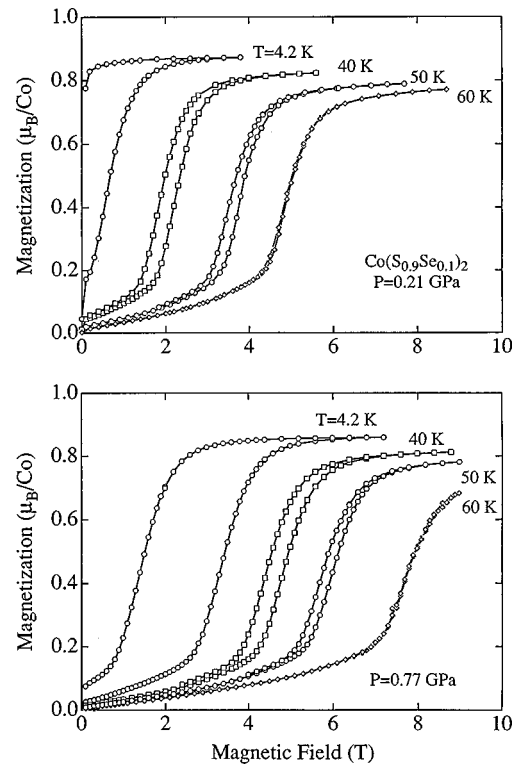 Magnetization (μB/Co)
1.0
0.8
0.6
0.4
0.2
0.0
T=4.2 K
40 K
50 K
60 K
Co(S0.9Se0.1)2
P=0.21 GPa
0 2 4 6 8 10
Magnetization (μB/Co)
1.0
0.8
0.6
0.4
0.2
0.0
T=4.2 K
40 K
50 K
60 K
P=0.77 GPa
0 2 4 6 8 10
Magnetic Field (T)